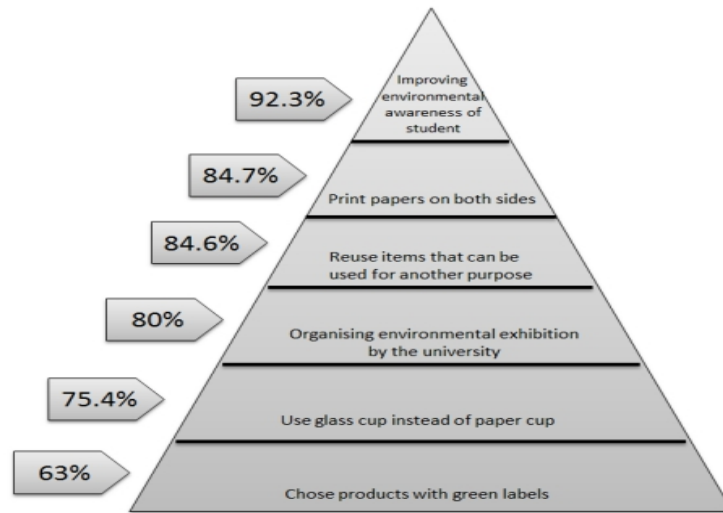 92.3%
Improving
environmental
awareness of
student
84.7%
Print papers on both sides
84.6%
Reuse items that can be
used for another purpose
80%
Organising environmental exhibition
by the university
75.4%
Use glass cup instead of paper cup
63%
Chose products with green labels